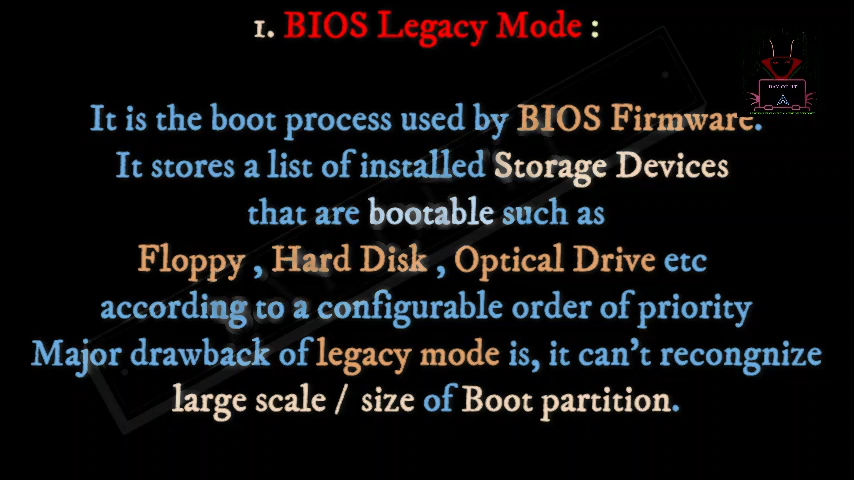 1. BIOS Legacy Mode :
It is the boot process used by BIOS Firmware.
It stores a list of installed Storage Devices
that are bootable such as
Floppy , Hard Disk , Optical Drive etc
according to a configurable order of priority
Major drawback of legacy mode is, it can't recongnize
large scale / size of Boot partition.